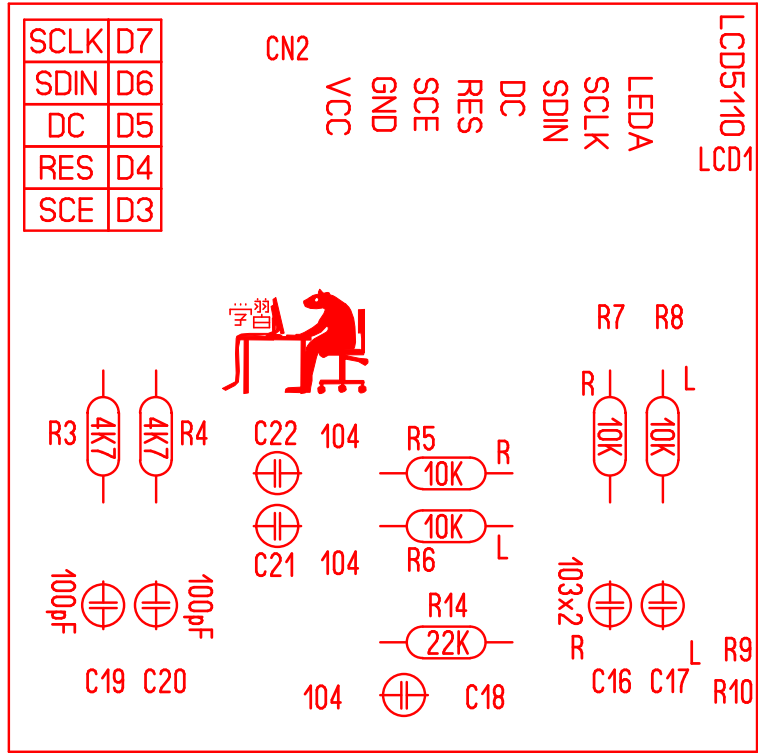 SCLK D7
SDIN D6
DC D5
RES D4
SCE D3
CN2
VCC
GND
SCE
RES
DC
SDIN
SCLK
LEDA
LCD5110
LCD1
学習
R7 R8
R L
R3 4K7 4K7 R4
C22 104
R5
10K
R
10K 10K
C21 104
10K
R6
L
100pF
100pF
103x2
R14
22K
R L
R9
C19 C20
104
C18
C16 C17
R10